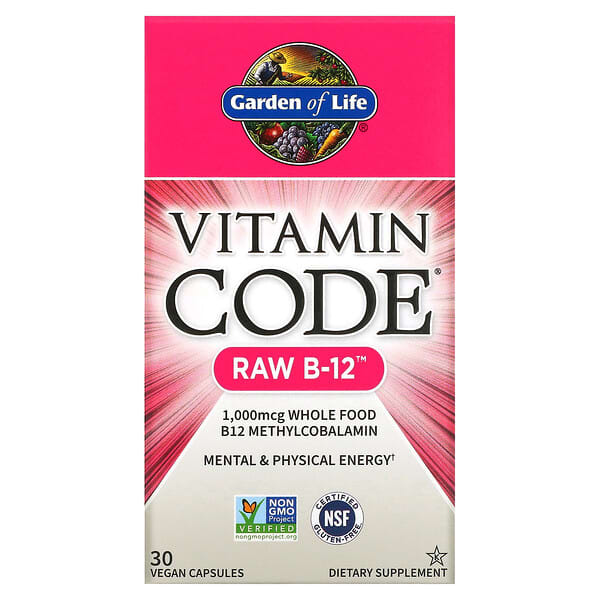 Garden of Life®
VITAMIN
CODE®
RAW B-12™
1,000mcg WHOLE FOOD
B12 METHYLCOBALAMIN
MENTAL & PHYSICAL ENERGY†
NON
GMO
Project
VERIFIED
nongmoproject.org
CERTIFIED
NSF
GLUTEN-FREE
30
VEGAN CAPSULES
K
DIETARY SUPPLEMENT